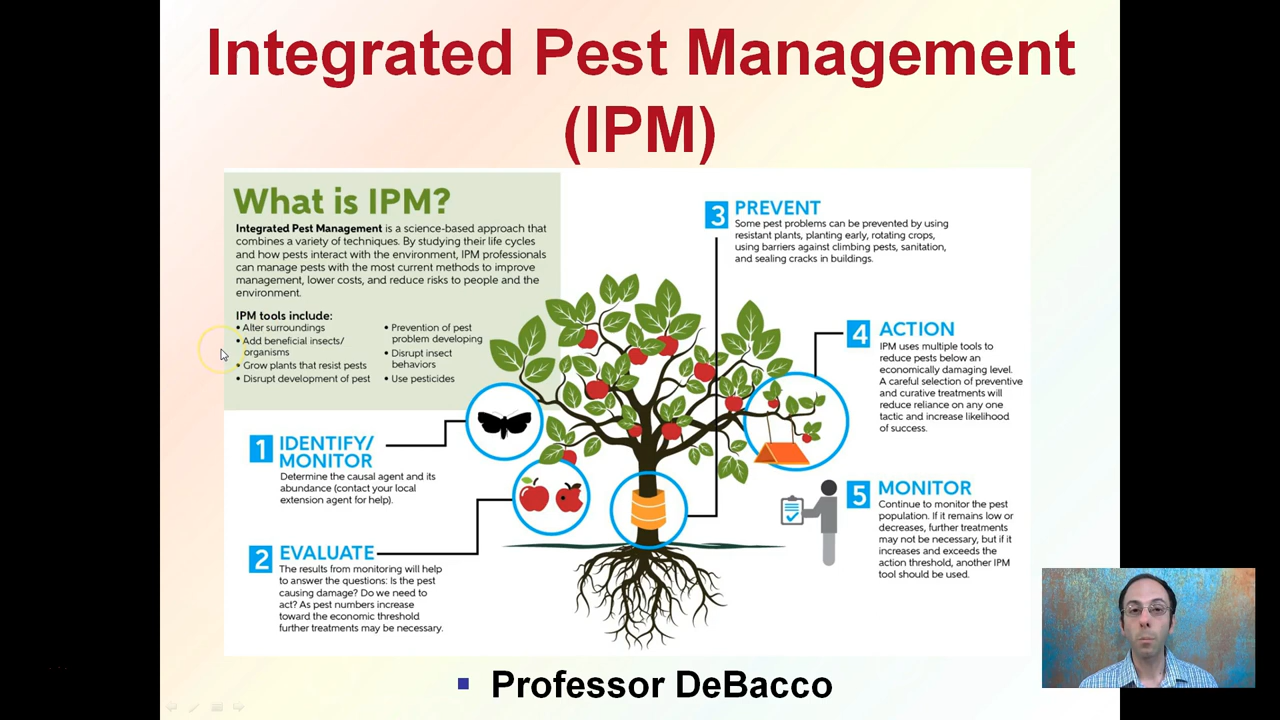 Integrated Pest Management
(IPM)
What is IPM?
Integrated Pest Management is a science-based approach that
combines a variety of techniques. By studying their life cycles
and how pests interact with the environment, IPM professionals
can manage pests with the most current methods to improve
management, lower costs, and reduce risks to people and the
environment.
IPM tools include:
• Alter surroundings
• Add beneficial insects/
organisms
• Grow plants that resist pests
• Disrupt development of pest
• Prevention of pest
problem developing
• Disrupt insect
behaviors
• Use pesticides
1 IDENTIFY/
MONITOR
Determine the causal agent and its
abundance (contact your local
extension agent for help).
2 EVALUATE
The results from monitoring will help
to answer the questions: Is the pest
causing damage? Do we need to
act? As pest numbers increase
toward the economic threshold
further treatments may be necessary.
3 PREVENT
Some pest problems can be prevented by using
resistant plants, planting early, rotating crops,
using barriers against climbing pests, sanitation,
and sealing cracks in buildings.
4 ACTION
IPM uses multiple tools to
reduce pests below an
economically damaging level.
A careful selection of preventive
and curative treatments will
reduce reliance on any one
tactic and increase likelihood
of success.
5 MONITOR
Continue to monitor the pest
population. If it remains low or
decreases, further treatments
may not be necessary, but if it
increases and exceeds the
action threshold, another IPM
tool should be used.
▪ Professor DeBacco